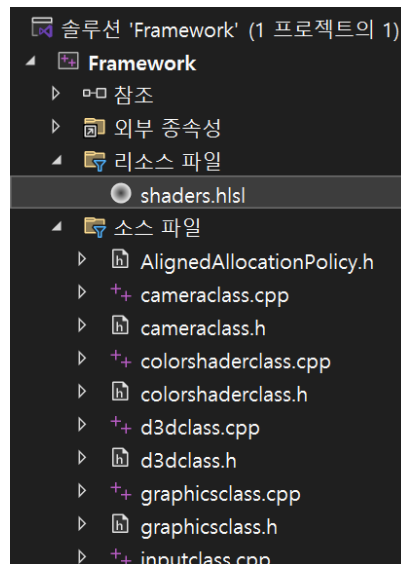 솔루션 'Framework' (1 프로젝트의 1)
Framework
참조
외부 종속성
리소스 파일
shaders.hlsl
소스 파일
AlignedAllocationPolicy.h
cameraclass.cpp
cameraclass.h
colorshaderclass.cpp
colorshaderclass.h
d3dclass.cpp
d3dclass.h
graphicsclass.cpp
graphicsclass.h
inputclass.cpp